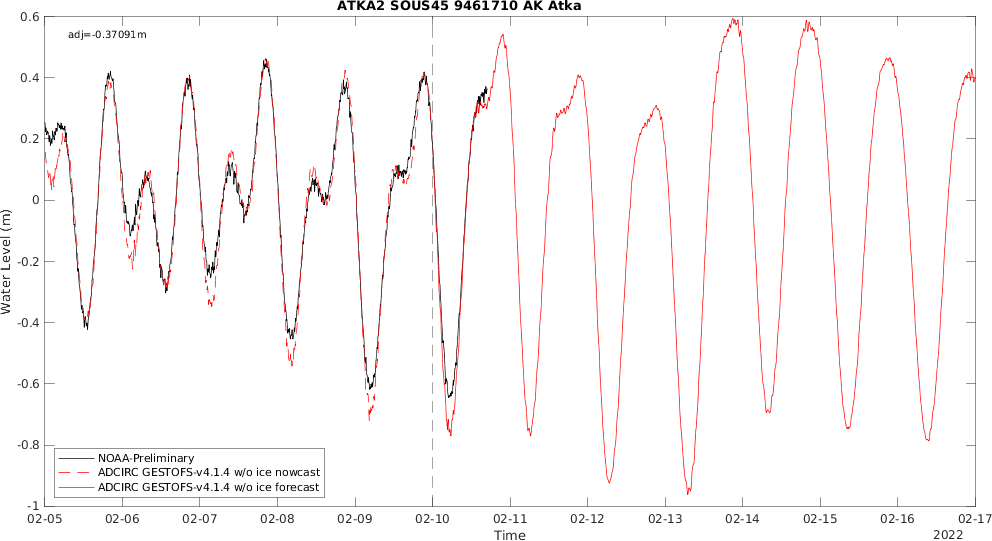 ATKA2 SOUS45 9461710 AK Atka
adj=-0.37091m
0.6
0.4
0.2
0
-0.2
-0.4
-0.6
-0.8
-1
Water Level (m)
NOAA-Preliminary
ADCIRC GESTOFS-v4.1.4 w/o ice nowcast
ADCIRC GESTOFS-v4.1.4 w/o ice forecast
02-05 02-06 02-07 02-08 02-09 02-10 02-11 02-12 02-13 02-14 02-15 02-16 02-17
Time
2022